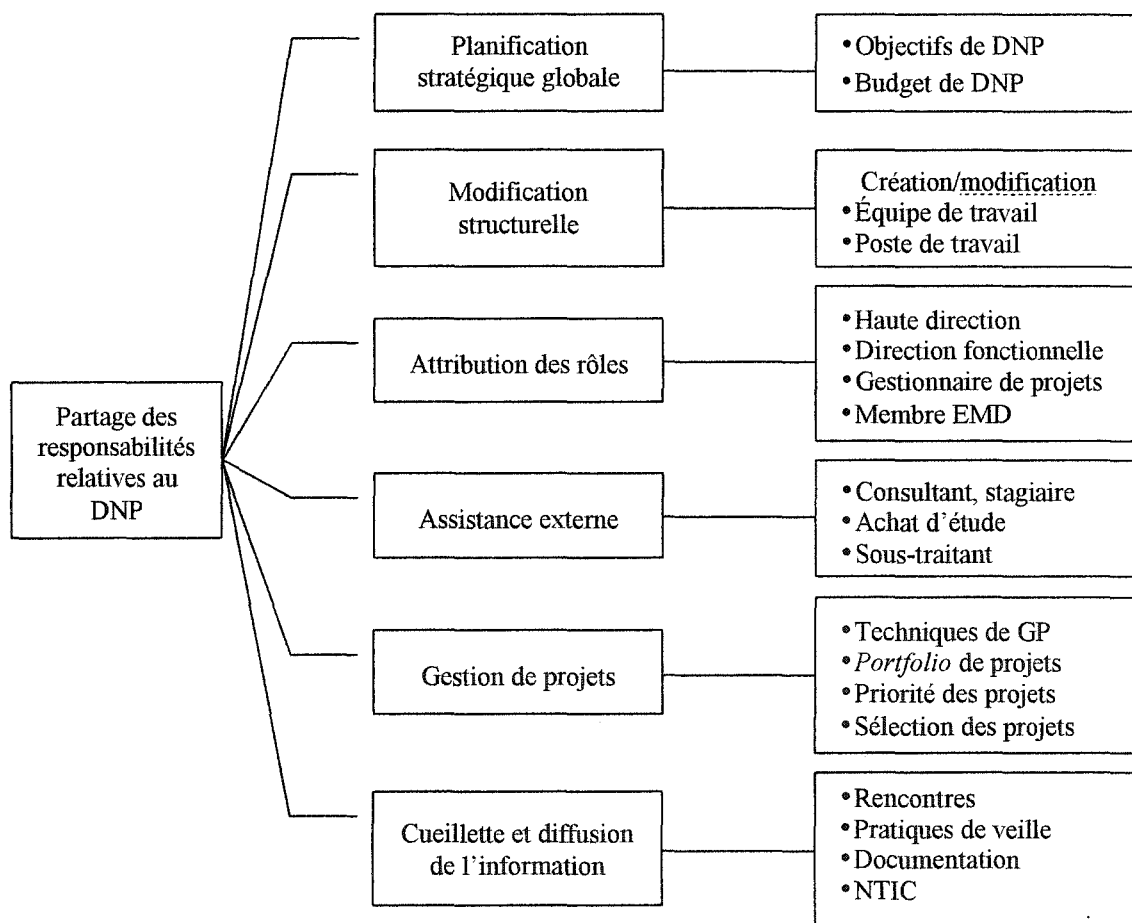 Planification
stratégique globale
•Objectifs de DNP
•Budget de DNP
Modification
structurelle
Création/modification
•Équipe de travail
•Poste de travail
Partage des
responsabilités
relatives au
DNP
Attribution des rôles
•Haute direction
•Direction fonctionnelle
•Gestionnaire de projets
•Membre EMD
Assistance externe
•Consultant, stagiaire
•Achat d'étude
•Sous-traitant
Gestion de projets
•Techniques de GP
•Portfolio de projets
•Priorité des projets
•Sélection des projets
Cueillette et diffusion
de l'information
•Rencontres
•Pratiques de veille
•Documentation
•NTIC